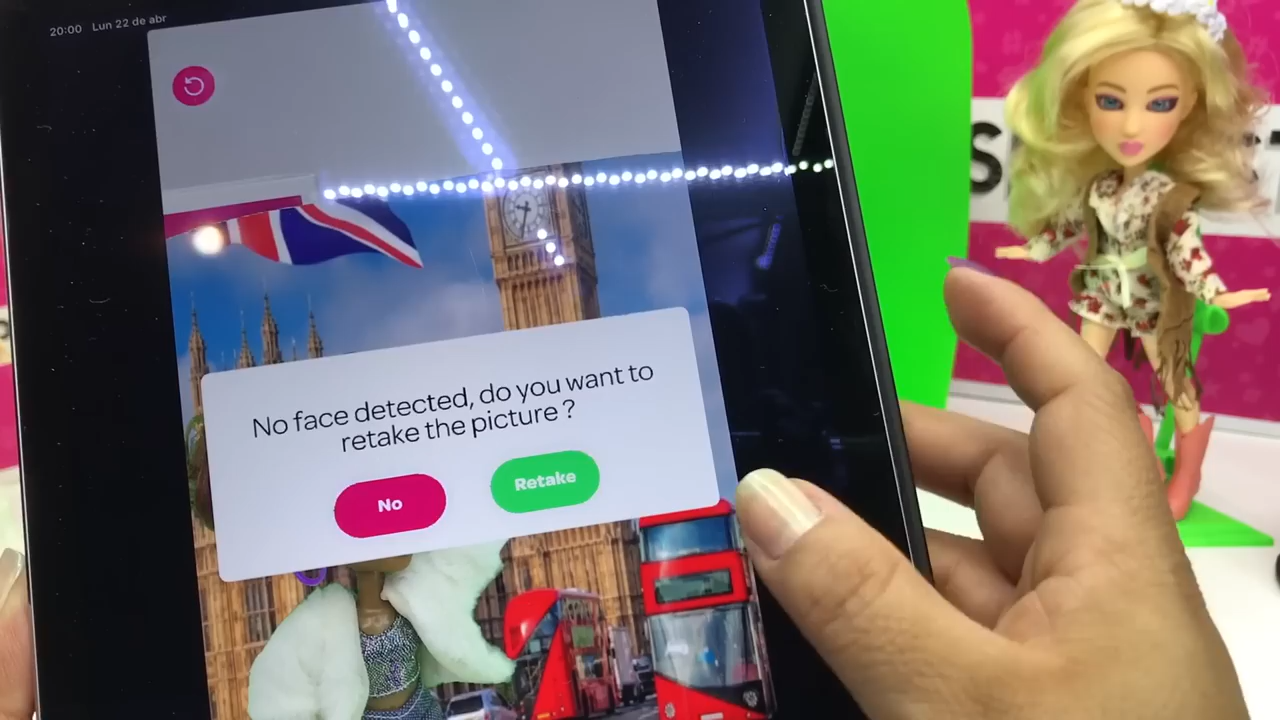 20:00 Lun 22 de abr
No face detected, do you want to
retake the picture ?
No
Retake